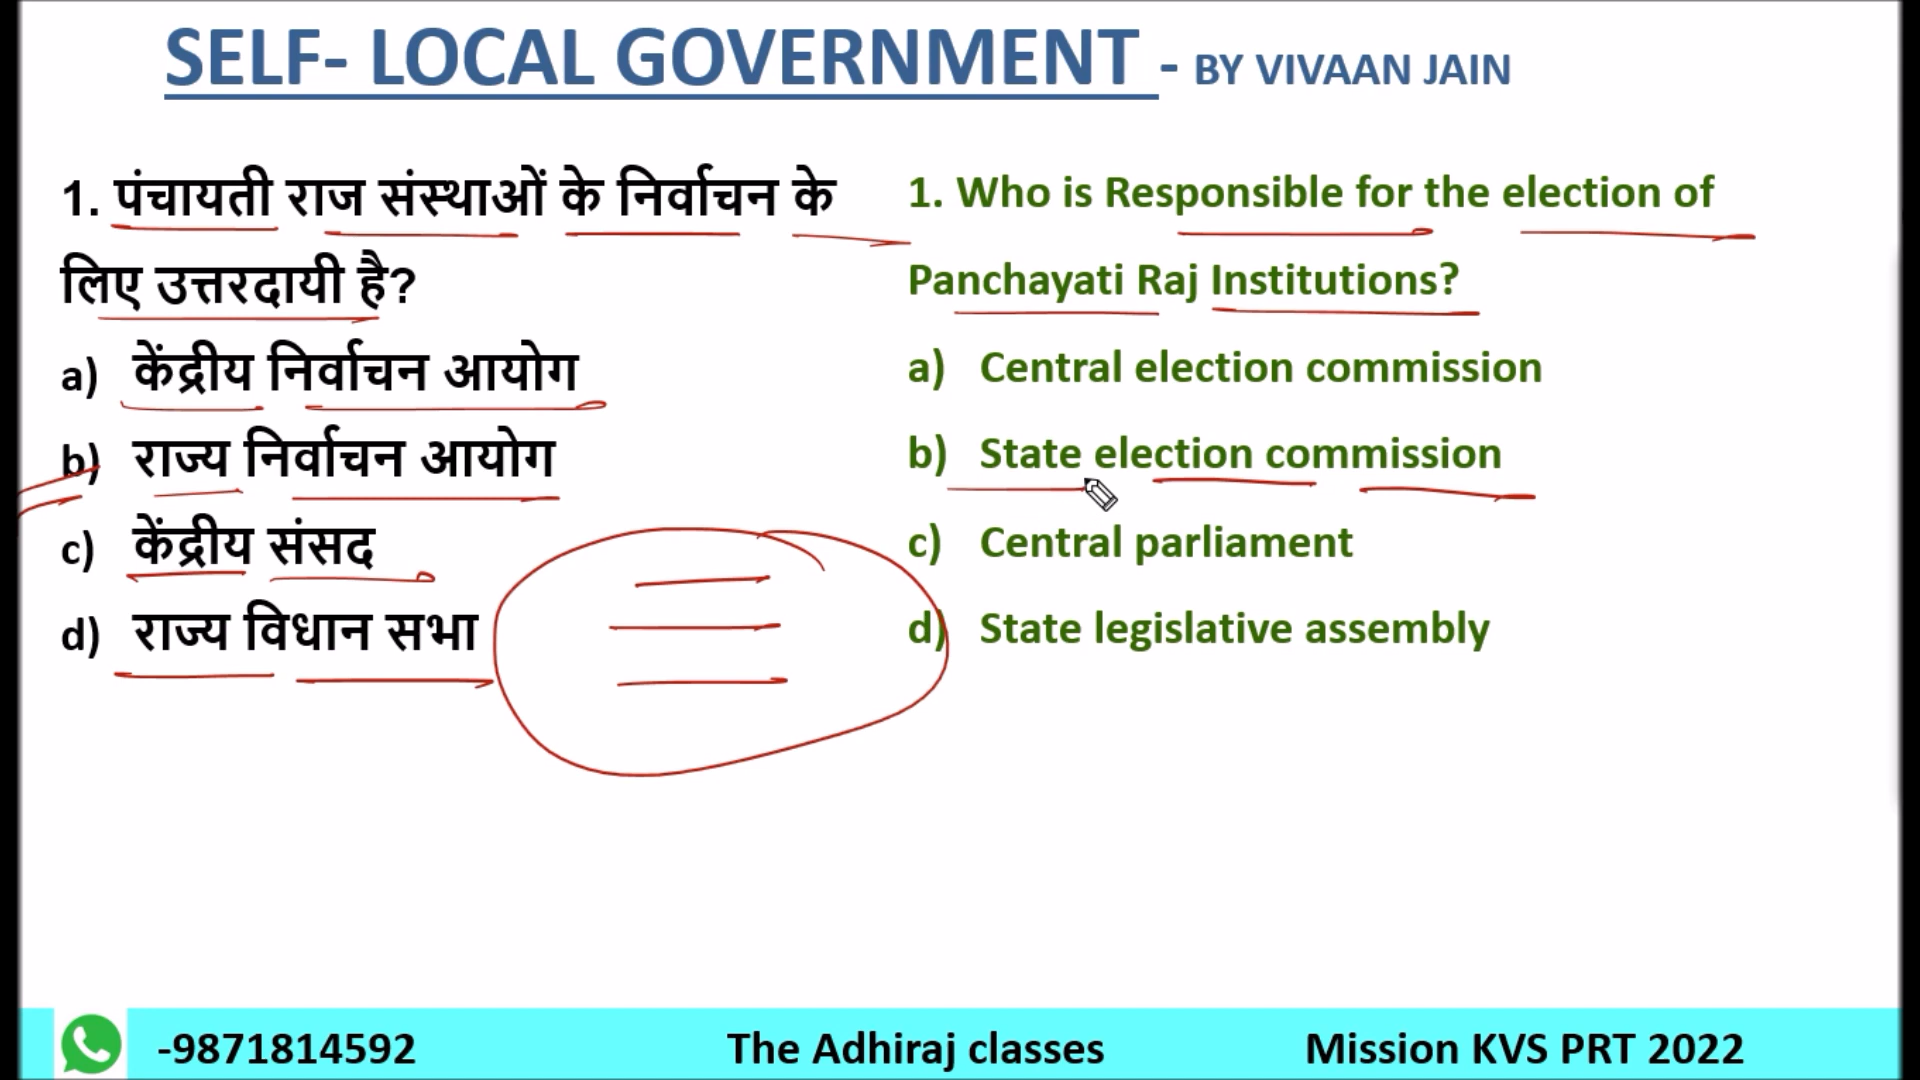 SELF- LOCAL GOVERNMENT - BY VIVAAN JAIN
1. पंचायती राज संस्थाओं के निर्वाचन के
लिए उत्तरदायी है?
a) केंद्रीय निर्वाचन आयोग
b) राज्य निर्वाचन आयोग
c) केंद्रीय संसद
d) राज्य विधान सभा
1. Who is Responsible for the election of
Panchayati Raj Institutions?
a) Central election commission
b) State election commission
c) Central parliament
d) State legislative assembly
-9871814592 The Adhiraj classes Mission KVS PRT 2022